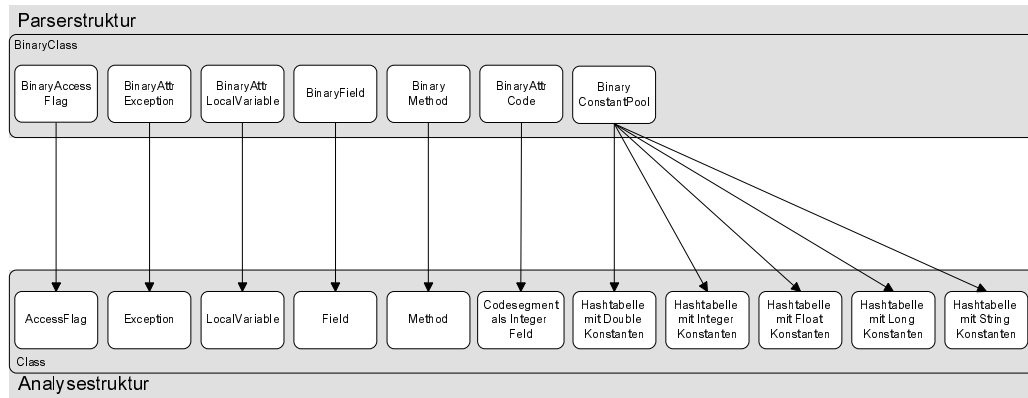 Parserstruktur
BinaryClass
BinaryAccess
Flag
BinaryAttr
Exception
BinaryAttr
LocalVariable
BinaryField
Binary
Method
BinaryAttr
Code
Binary
ConstantPool
AccessFlag
Exception
LocalVariable
Field
Method
Codesegment
als Integer
Feld
Hashtabelle
mit Double
Konstanten
Hashtabelle
mit Integer
Konstanten
Hashtabelle
mit Float
Konstanten
Hashtabelle
mit Long
Konstanten
Hashtabelle
mit String
Konstanten
Class
Analysestruktur